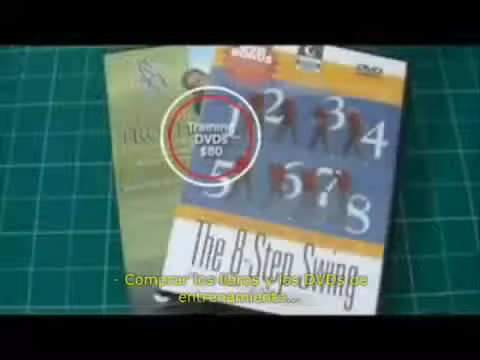 DVD
1 2 3 4
Training
DVDs
$80
5 6 7 8
The 8-Step Swing
- Comprar los libros y los DVDs de
entrenamiento...